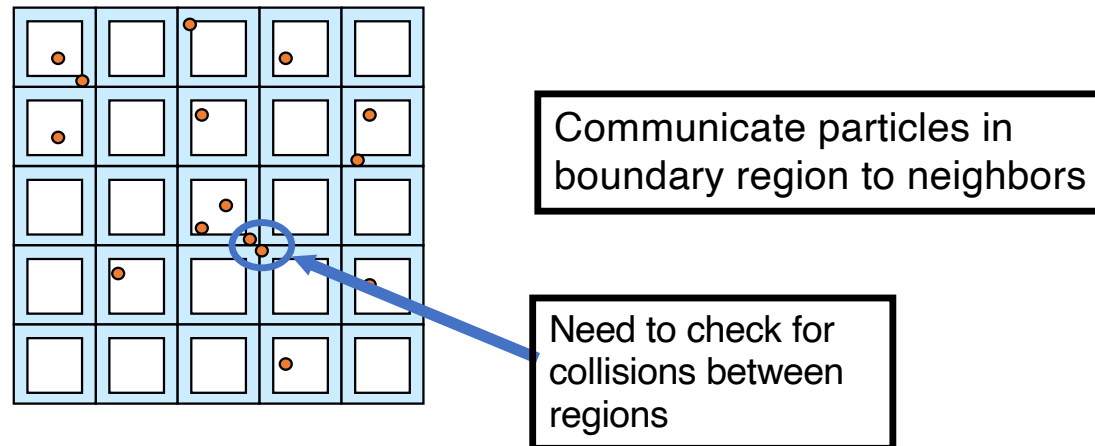 Communicate particles in
boundary region to neighbors
Need to check for
collisions between
regions